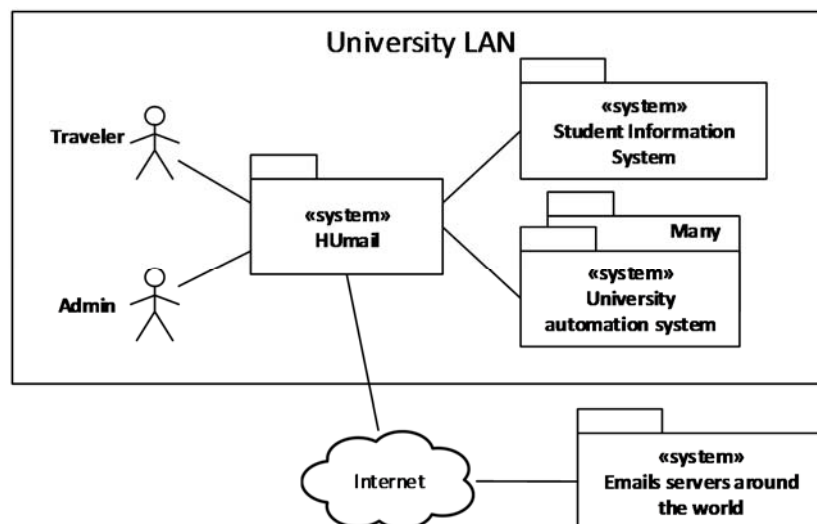 University LAN
Traveler
Admin
«system»
HUmail
«system»
Student Information
System
Many
«system»
University
automation system
Internet
«system»
Emails servers around
the world